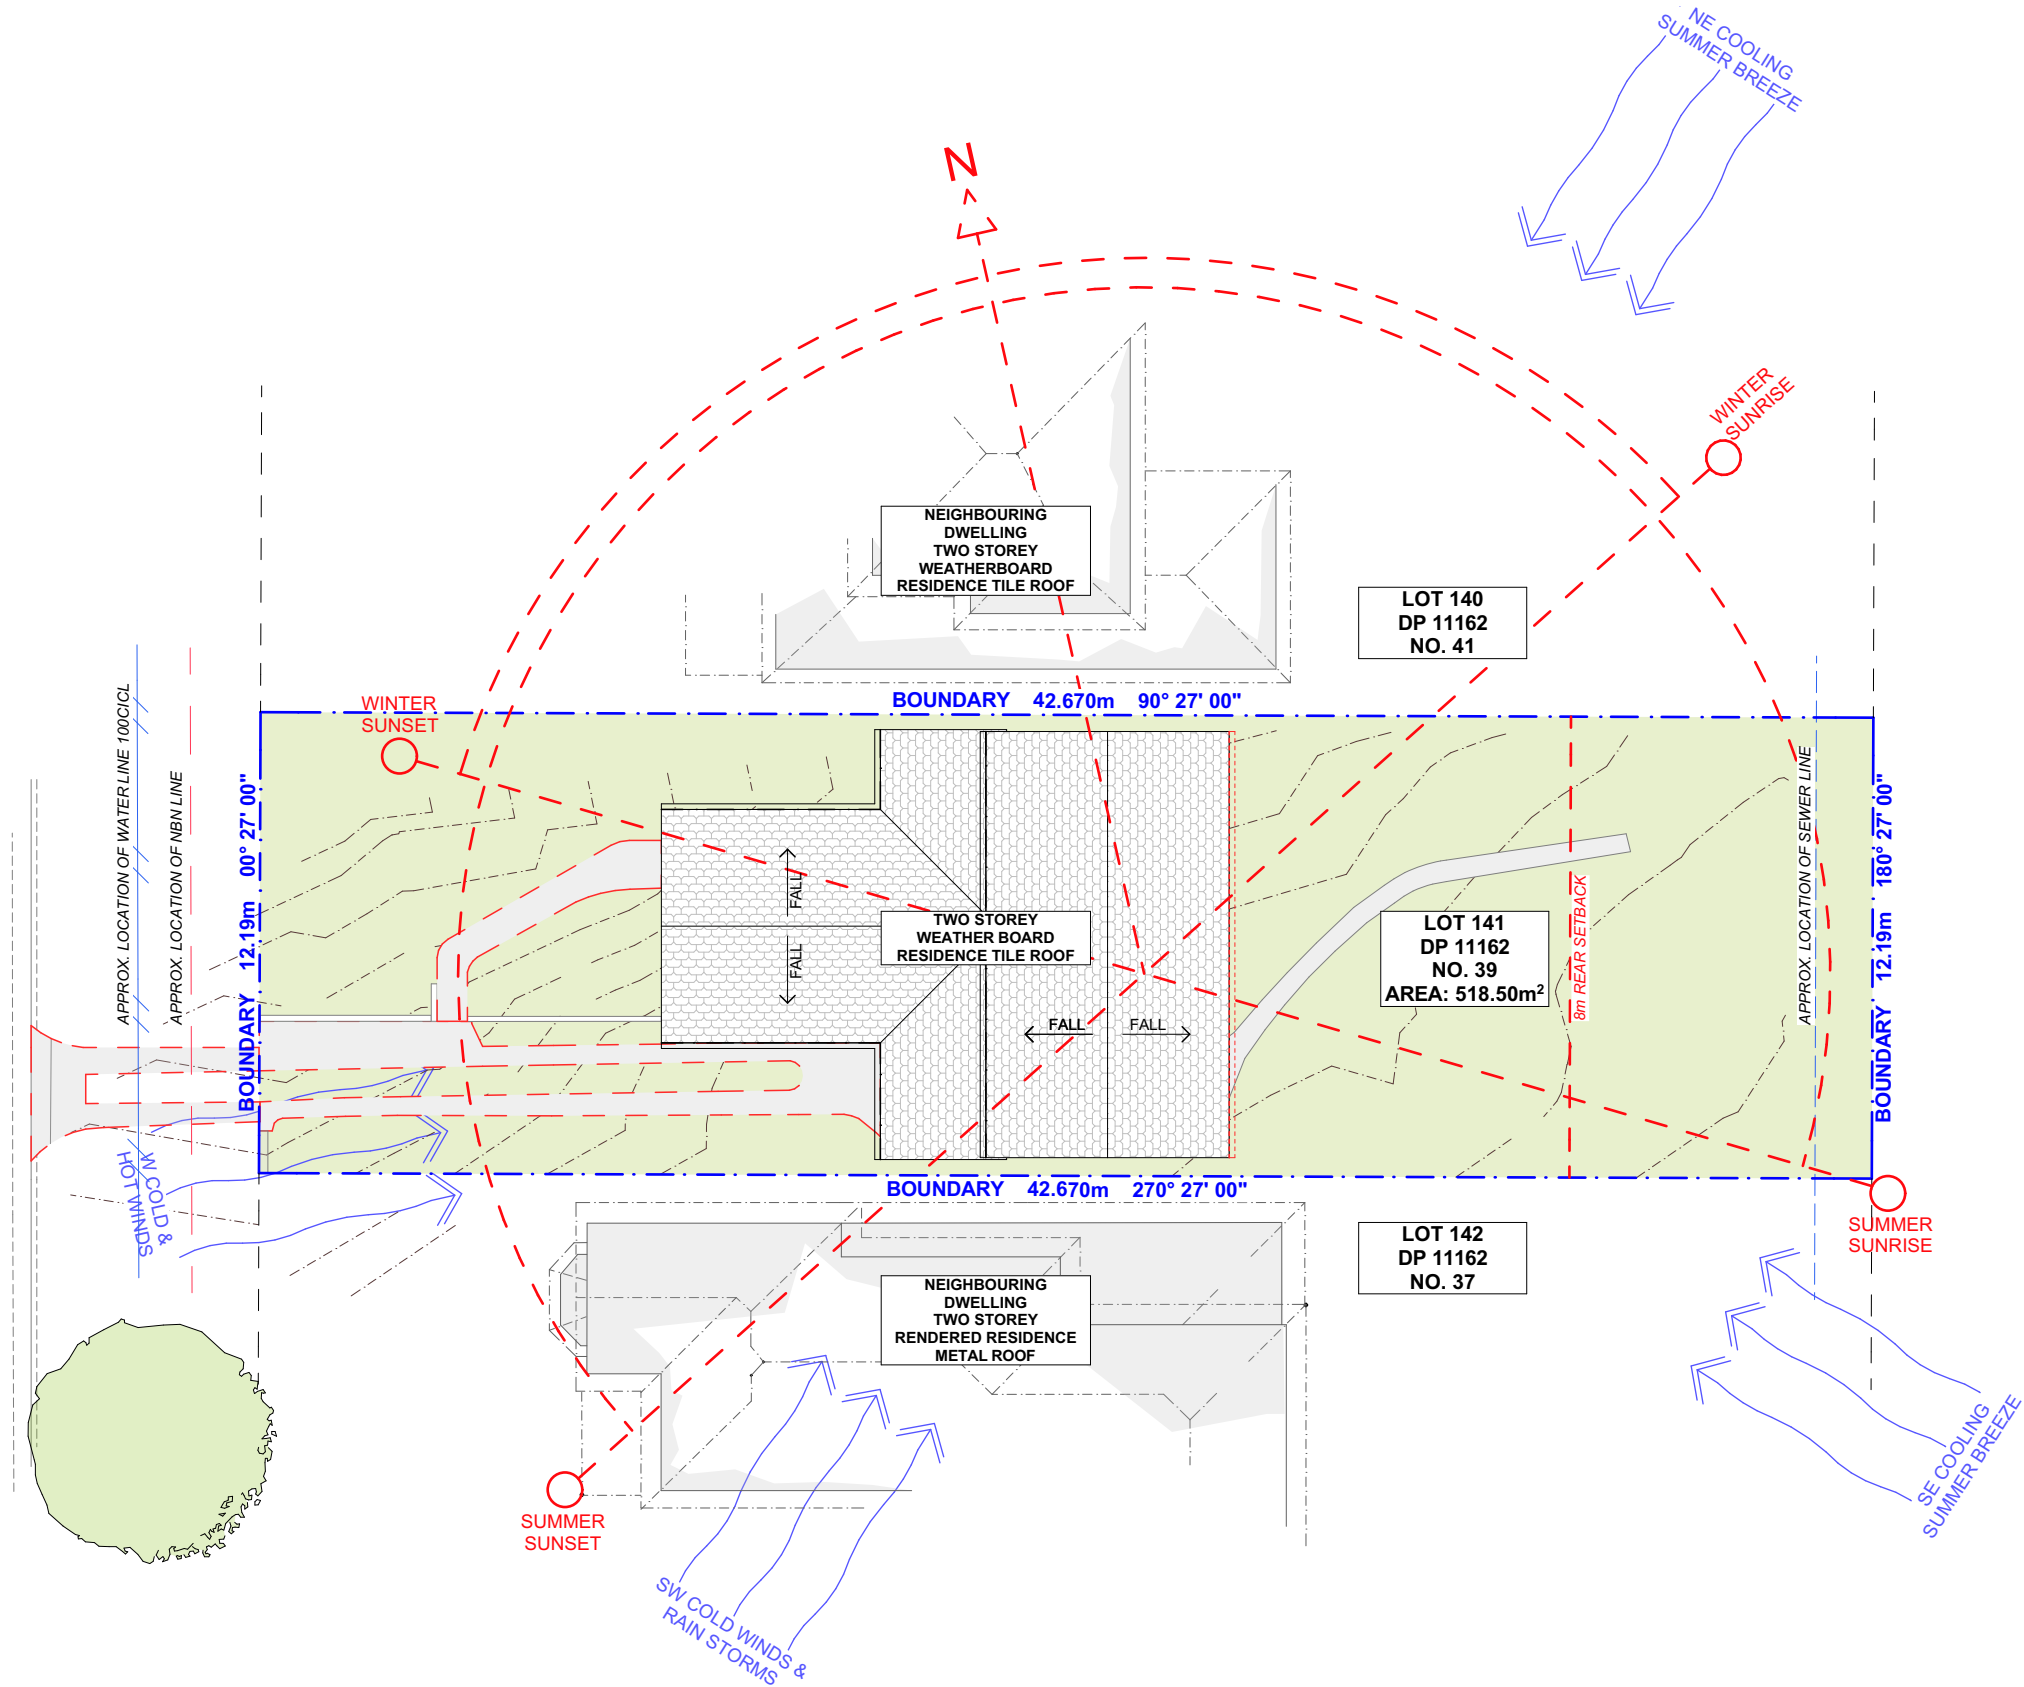 NE COOLING
SUMMER BREEZE
N
WINTER
SUNRISE
NEIGHBOURING
DWELLING
TWO STOREY
WEATHERBOARD
RESIDENCE TILE ROOF
LOT 140
DP 11162
NO. 41
BOUNDARY 42.670m 90° 27' 00"
WINTER
SUNSET
APPROX. LOCATION OF WATER LINE 100CICL
APPROX. LOCATION OF NBN LINE
BOUNDARY 12.19m 00° 27' 00"
FALL
FALL
TWO STOREY
WEATHER BOARD
RESIDENCE TILE ROOF
FALL
FALL
LOT 141
DP 11162
NO. 39
AREA: 518.50m²
8m REAR SETBACK
APPROX. LOCATION OF SEWER LINE
BOUNDARY 12.19m 180° 27' 00"
W COLD &
HOT WINDS
BOUNDARY 42.670m 270° 27' 00"
SUMMER
SUNRISE
LOT 142
DP 11162
NO. 37
NEIGHBOURING
DWELLING
TWO STOREY
RENDERED RESIDENCE
METAL ROOF
SUMMER
SUNSET
SW COLD WINDS &
RAIN STORMS
SE COOLING
SUMMER BREEZE